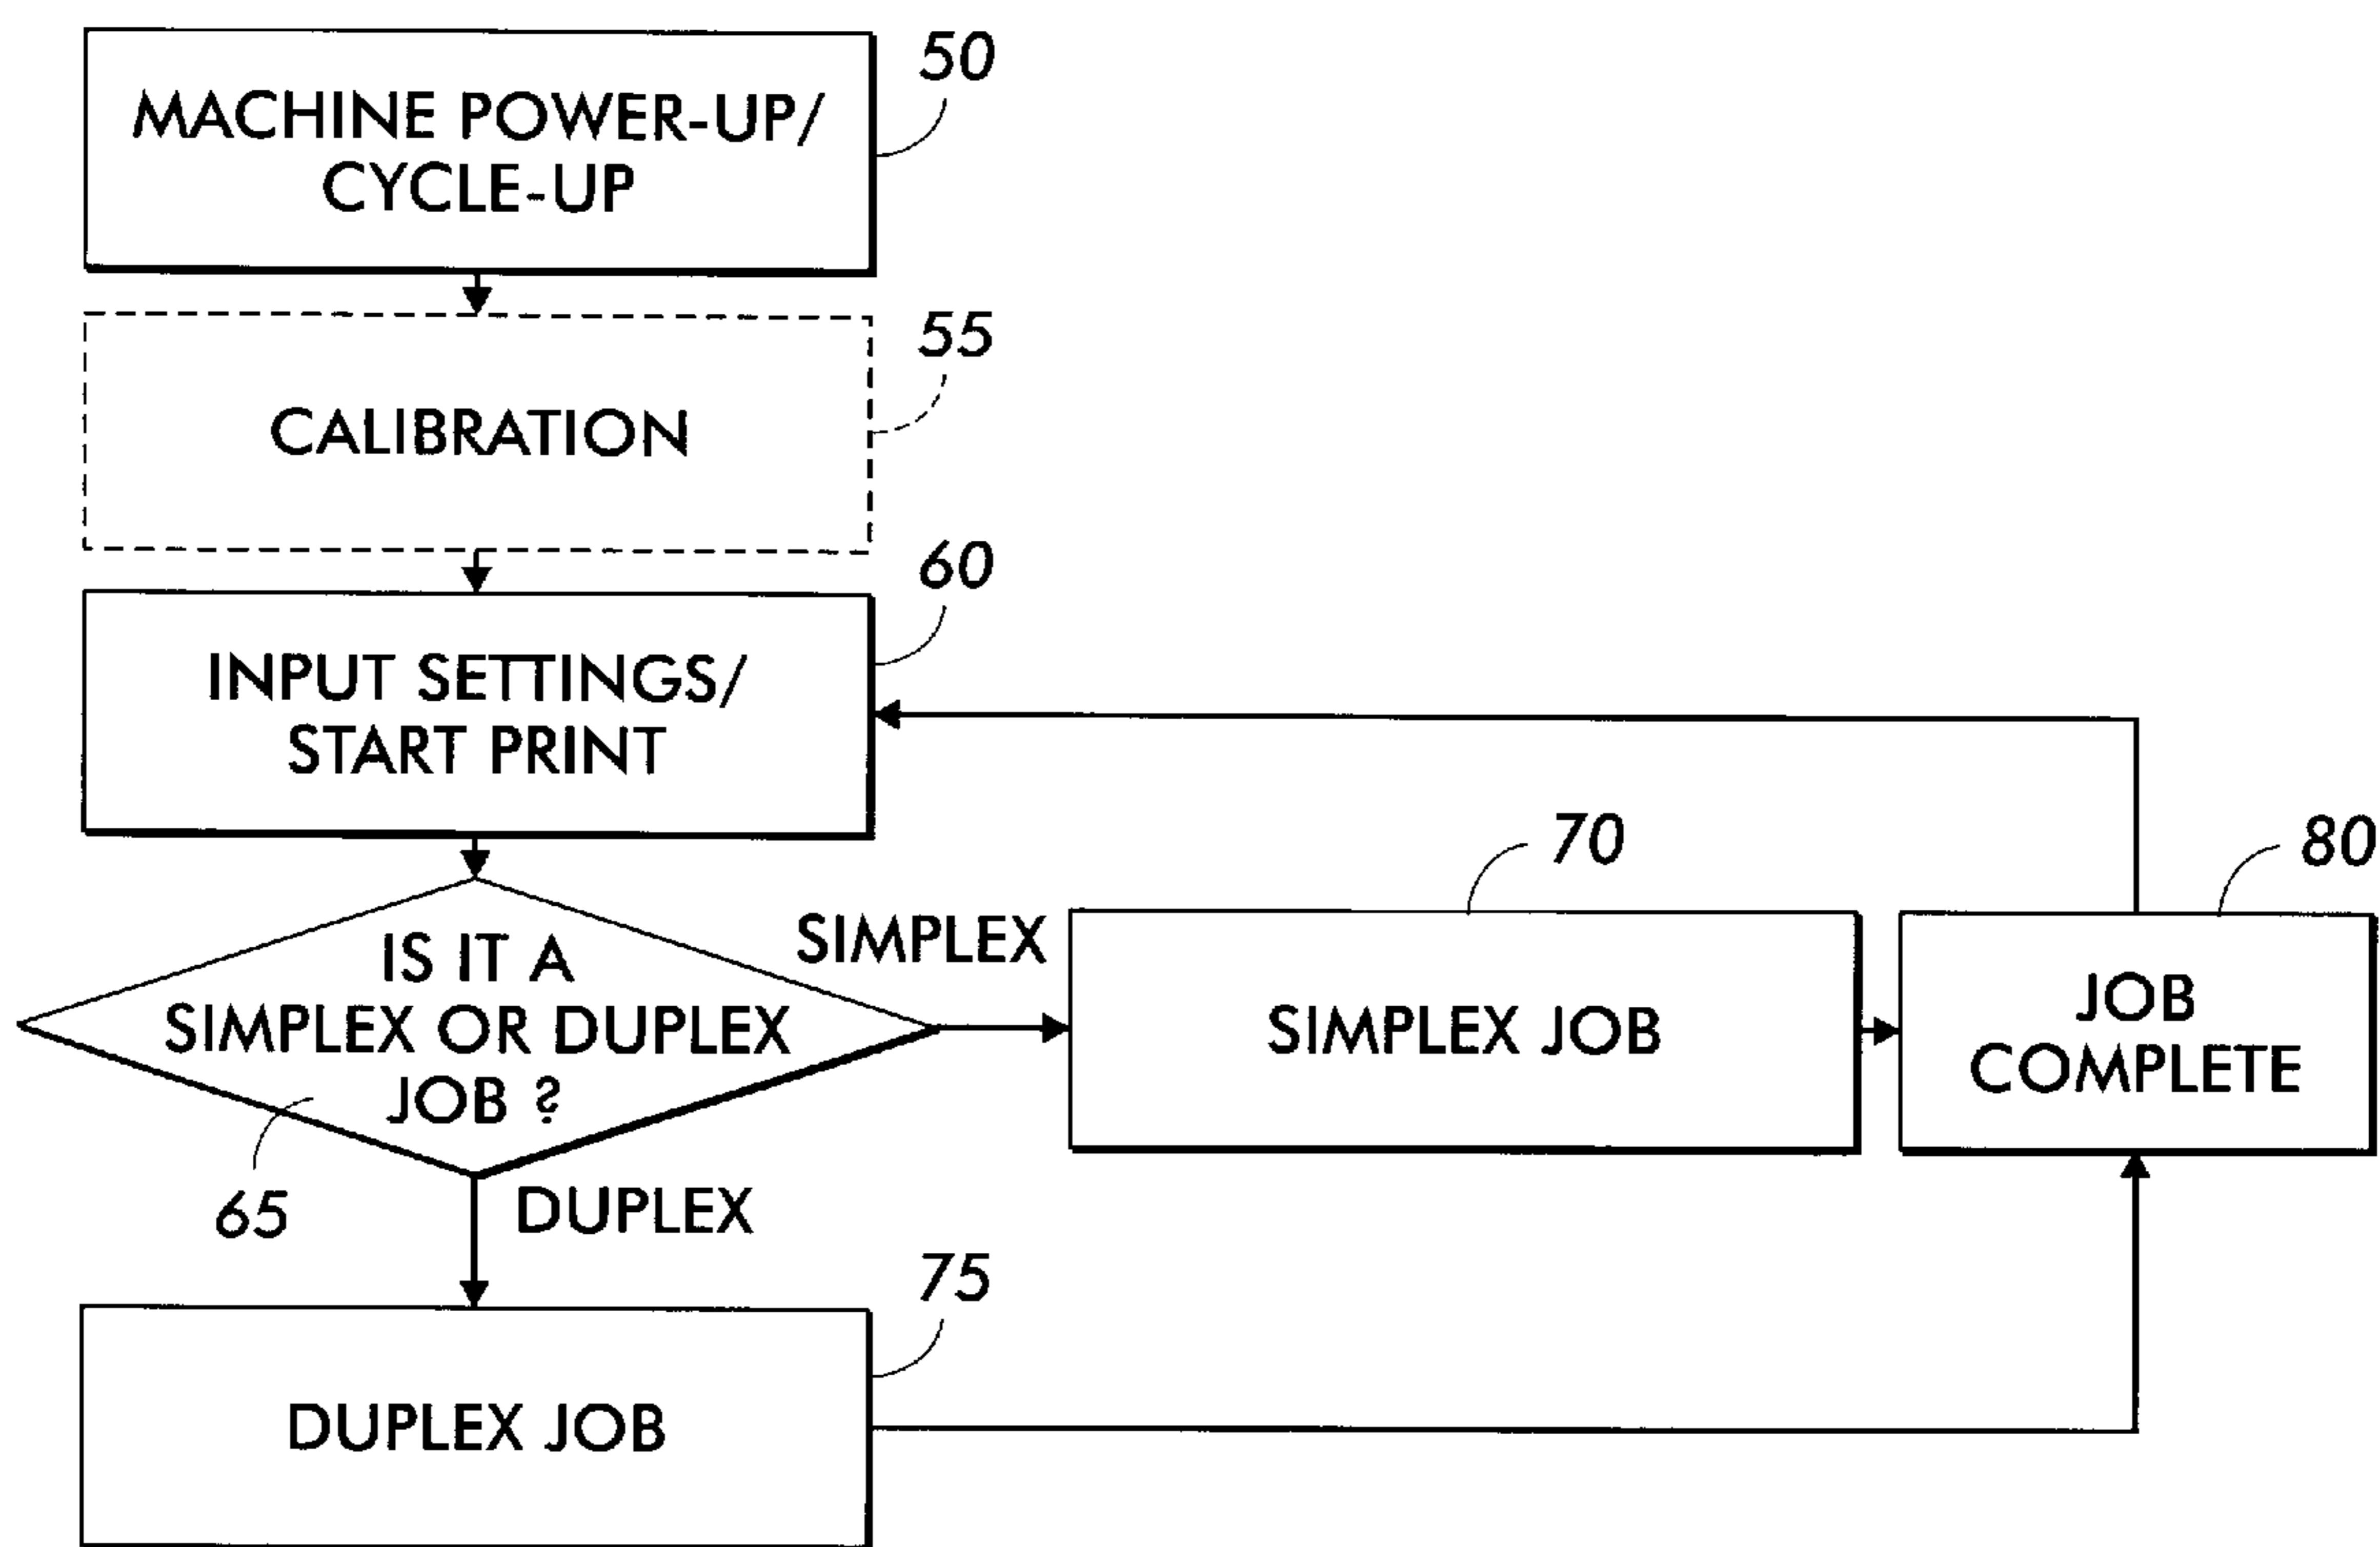 50
MACHINE POWER-UP/
CYCLE-UP
55
CALIBRATION
60
INPUT SETTINGS/
START PRINT
70
80
IS IT A
SIMPLEX OR DUPLEX
JOB ?
SIMPLEX
SIMPLEX JOB
JOB
COMPLETE
65
DUPLEX
75
DUPLEX JOB